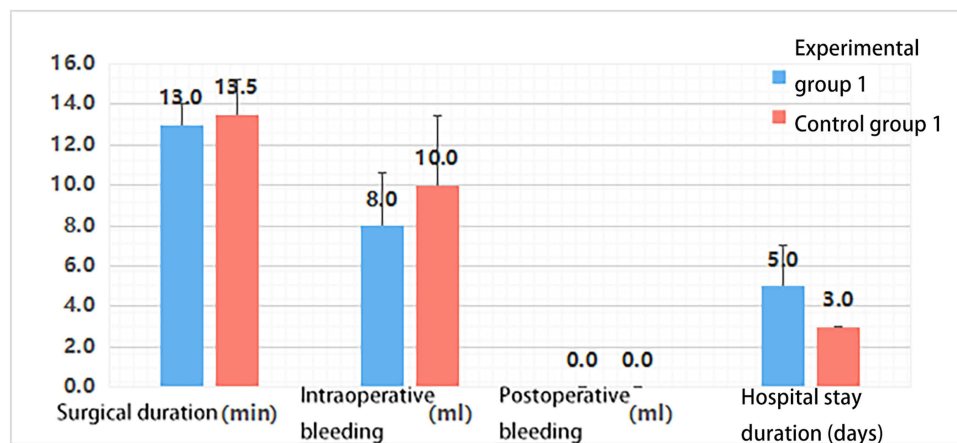 Experimental
group 1
Control group 1
16.0
14.0
12.0
10.0
8.0
6.0
4.0
2.0
0.0
13.0
13.5
8.0
10.0
0.0
0.0
5.0
3.0
Surgical duration (min)
Intraoperative
bleeding (ml)
Postoperative
bleeding (ml)
Hospital stay
duration (days)